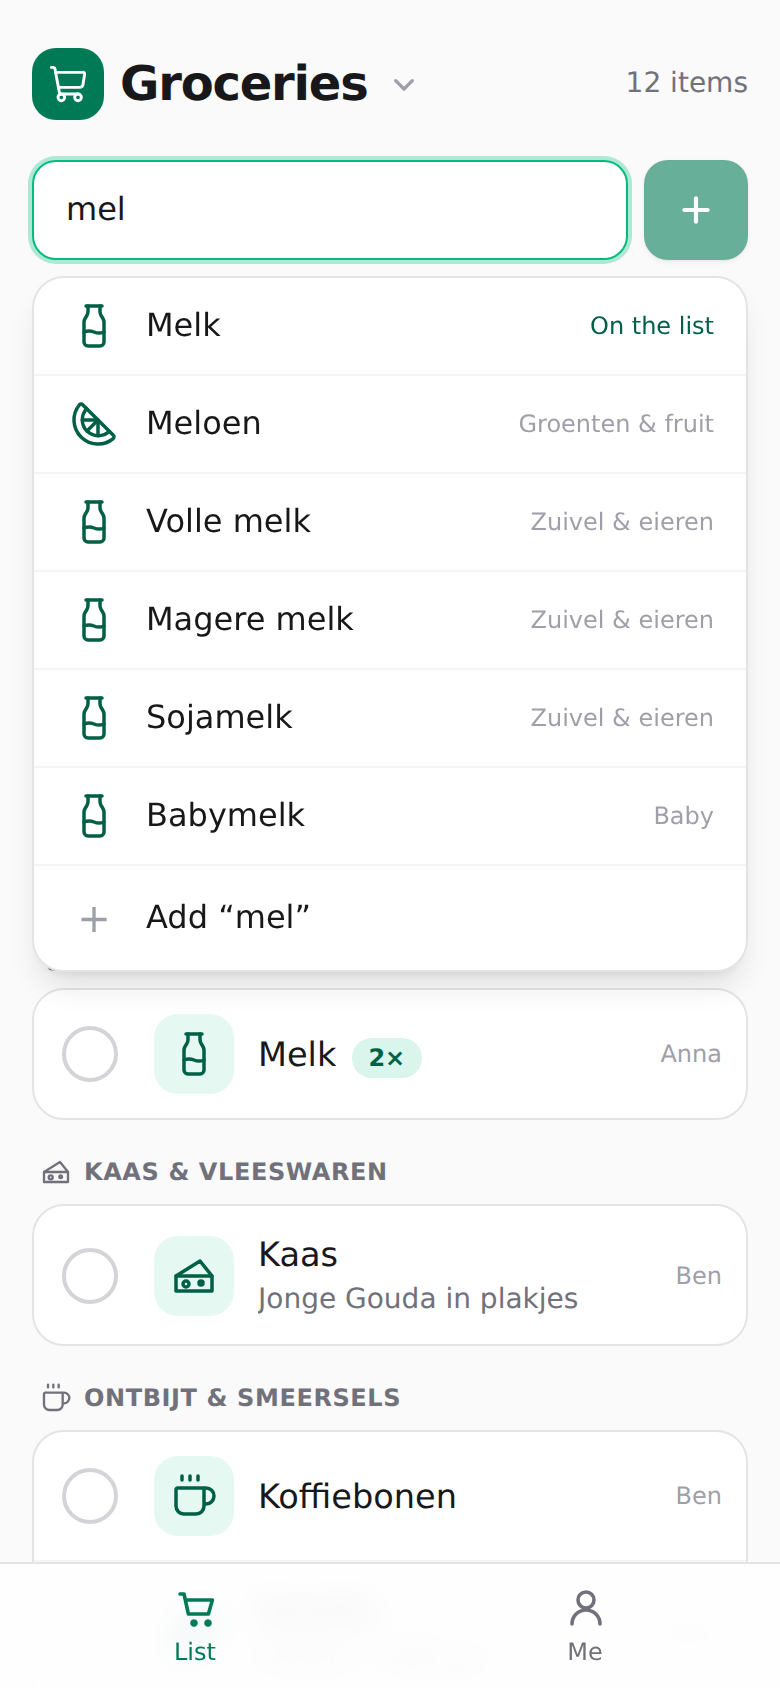 Groceries
12 items
mel
Melk
On the list
Meloen
Groenten & fruit
Volle melk
Zuivel & eieren
Magere melk
Zuivel & eieren
Sojamelk
Zuivel & eieren
Babymelk
Baby
Add “mel”
Melk 2×
Anna
KAAS & VLEESWAREN
Kaas
Jonge Gouda in plakjes
Ben
ONTBIJT & SMEERSELS
Koffiebonen
Ben
List
Me